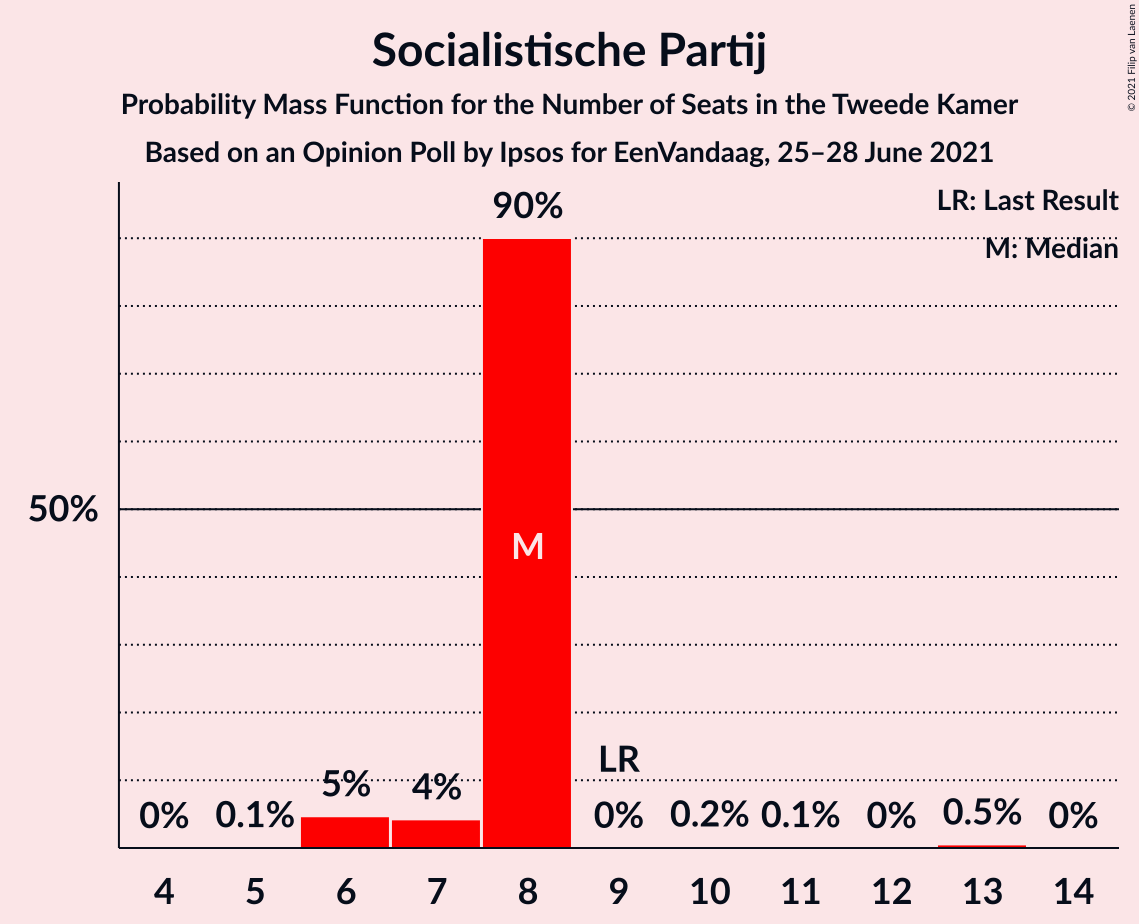 Socialistische Partij
Probability Mass Function for the Number of Seats in the Tweede Kamer
Based on an Opinion Poll by Ipsos for EenVandaag, 25–28 June 2021
© 2021 Filip van Laenen
LR: Last Result
M: Median
90%
50%
M
LR
0% 0.1% 5% 4% 0% 0.2% 0.1% 0% 0.5% 0%
4 5 6 7 8 9 10 11 12 13 14